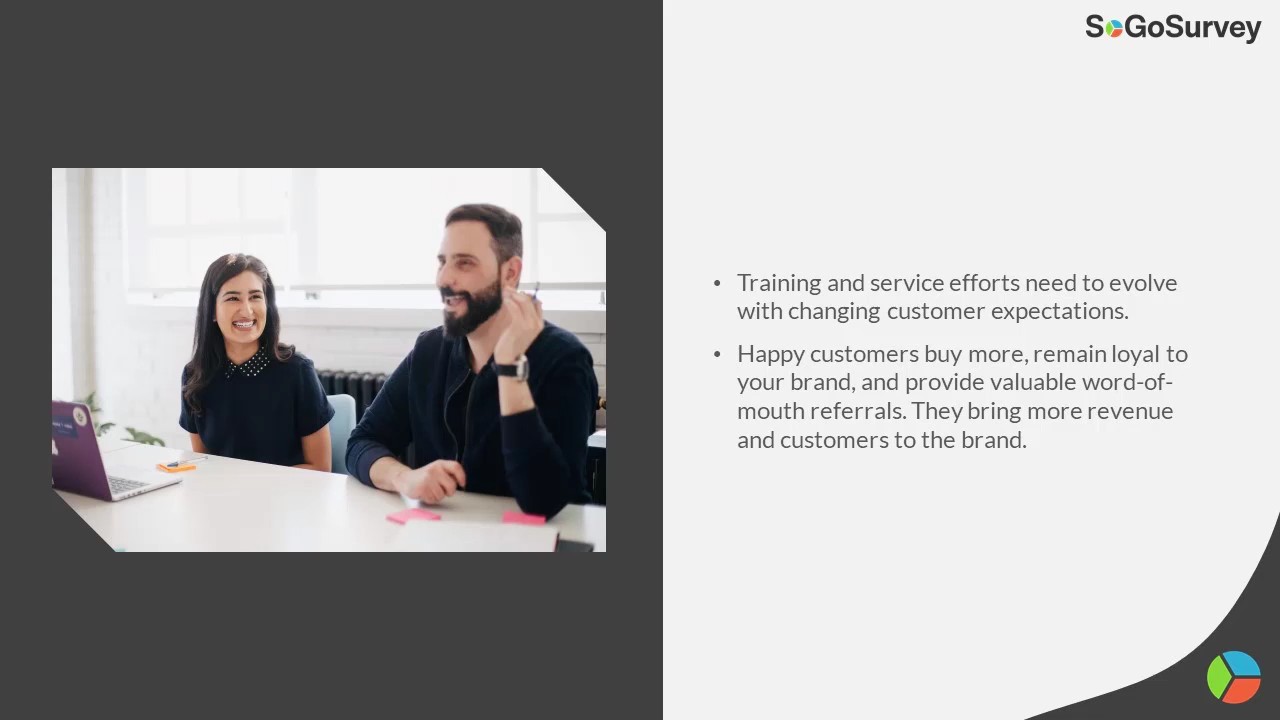 SoGoSurvey
• Training and service efforts need to evolve
with changing customer expectations.
• Happy customers buy more, remain loyal to
your brand, and provide valuable word-of-
mouth referrals. They bring more revenue
and customers to the brand.